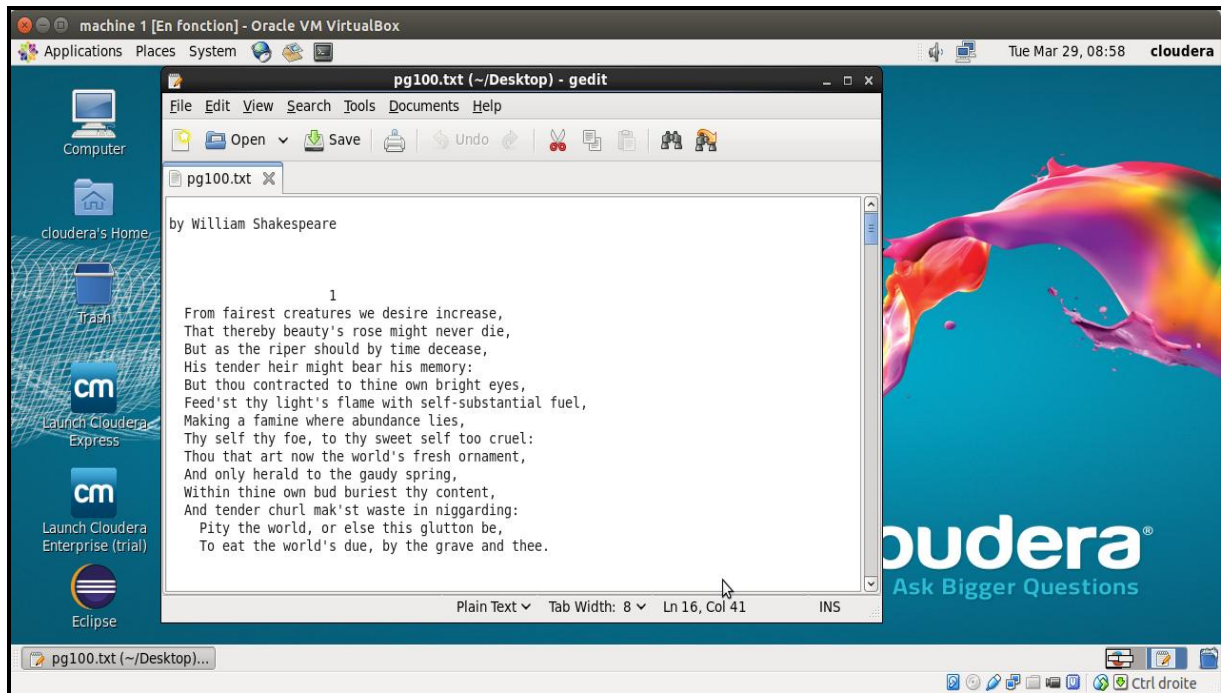 machine 1 [En fonction] - Oracle VM VirtualBox
Applications Places System Tue Mar 29, 08:58 cloudera
pg100.txt (~/Desktop) - gedit
File Edit View Search Tools Documents Help
Open Save Undo
pg100.txt
by William Shakespeare
1
From fairest creatures we desire increase,
That thereby beauty's rose might never die,
But as the riper should by time decease,
His tender heir might bear his memory:
But thou contracted to thine own bright eyes,
Feed'st thy light's flame with self-substantial fuel,
Making a famine where abundance lies,
Thy self thy foe, to thy sweet self too cruel:
Thou that art now the world's fresh ornament,
And only herald to the gaudy spring,
Within thine own bud buriest thy content,
And tender churl mak'st waste in niggarding:
Pity the world, or else this glutton be,
To eat the world's due, by the grave and thee.
Plain Text Tab Width: 8 Ln 16, Col 41 INS
Computer
cloudera's Home
Trash
cm
Launch Cloudera
Express
cm
Launch Cloudera
Enterprise (trial)
Eclipse
oudera®
Ask Bigger Questions
pg100.txt (~/Desktop)...
Ctrl droite